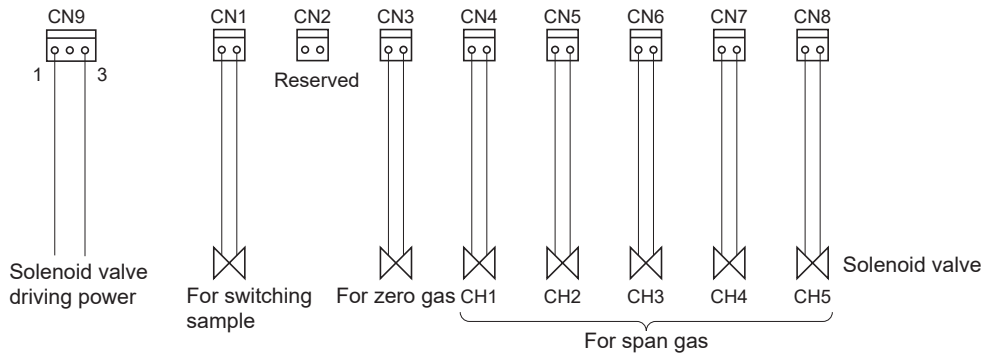 CN9
CN1
CN2
CN3
CN4
CN5
CN6
CN7
CN8
1
3
Reserved
Solenoid valve
driving power
For switching
sample
For zero gas
CH1
CH2
CH3
CH4
CH5
Solenoid valve
For span gas